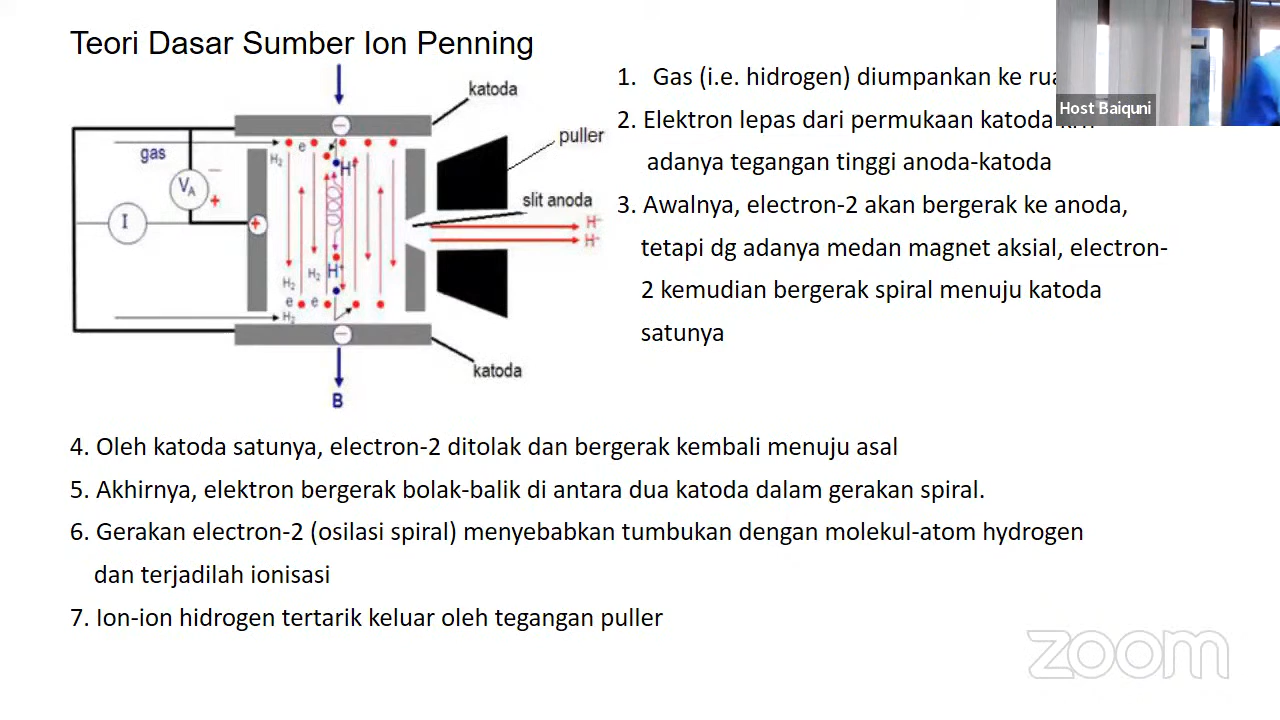 Teori Dasar Sumber Ion Penning
katoda
puller
gas
H₂
e
H⁺
V_A
−
+
I
+
−
slit anoda
H⁻
H⁻
H₂
H₂
H⁺
e
e
H₂
−
katoda
B
1. Gas (i.e. hidrogen) diumpankan ke
Host Baiquni
2. Elektron lepas dari permukaan katoda
adanya tegangan tinggi anoda-katoda
3. Awalnya, electron-2 akan bergerak ke anoda,
tetapi dg adanya medan magnet aksial, electron-
2 kemudian bergerak spiral menuju katoda
satunya
4. Oleh katoda satunya, electron-2 ditolak dan bergerak kembali menuju asal
5. Akhirnya, elektron bergerak bolak-balik di antara dua katoda dalam gerakan spiral.
6. Gerakan electron-2 (osilasi spiral) menyebabkan tumbukan dengan molekul-atom hydrogen
dan terjadilah ionisasi
7. Ion-ion hidrogen tertarik keluar oleh tegangan puller
zoom